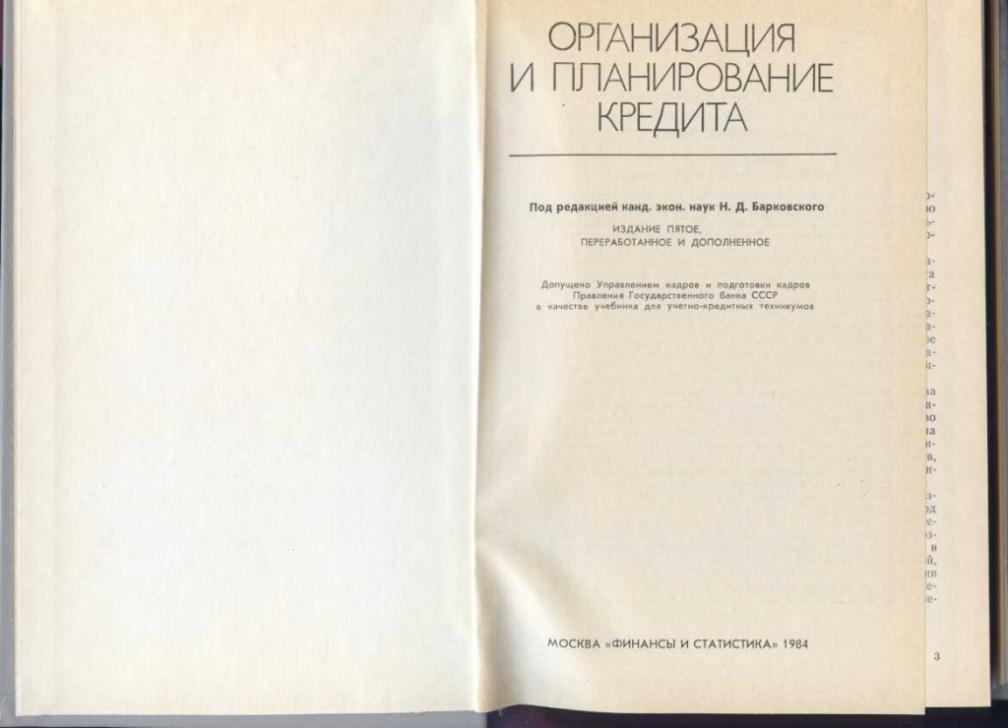 ОРГАНИЗАЦИЯ
И ПЛАНИРОВАНИЕ
КРЕДИТА
Под редакцией канд. экон. наук Н. Д. Барковского
ИЗДАНИЕ ПЯТОЕ,
ПЕРЕРАБОТАННОЕ И ДОПОЛНЕННОЕ
Допущено Управлением кадров и подготовки кадров
Правления Государственного банка СССР
в качестве учебника для учетно-кредитных техникумов
МОСКВА «ФИНАНСЫ И СТАТИСТИКА» 1984
3